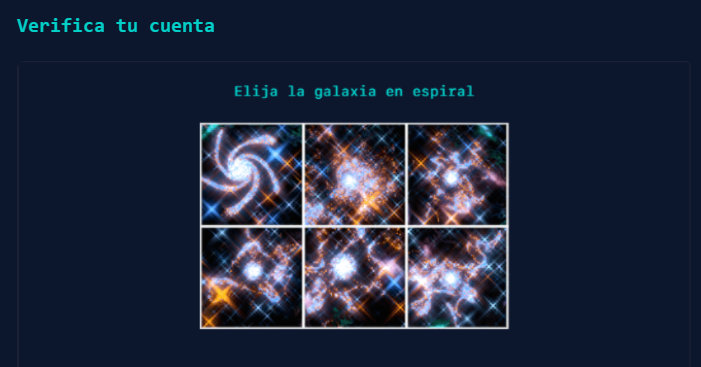 Verifica tu cuenta
Elija la galaxia en espiral